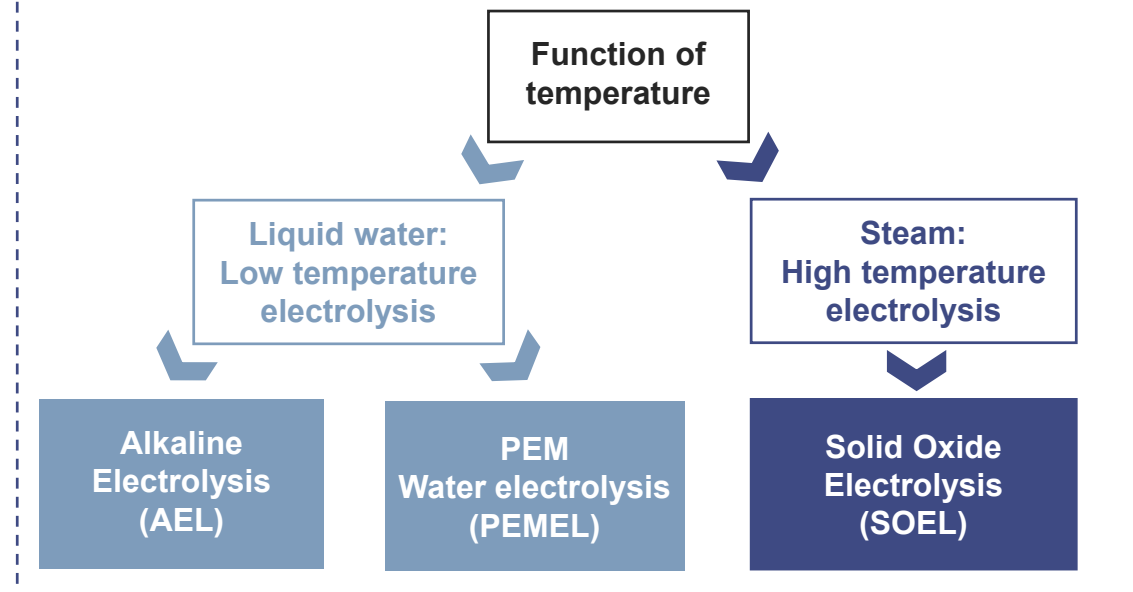 Function of
temperature
Liquid water:
Low temperature
electrolysis
Steam:
High temperature
electrolysis
Alkaline
Electrolysis
(AEL)
PEM
Water electrolysis
(PEMEL)
Solid Oxide
Electrolysis
(SOEL)